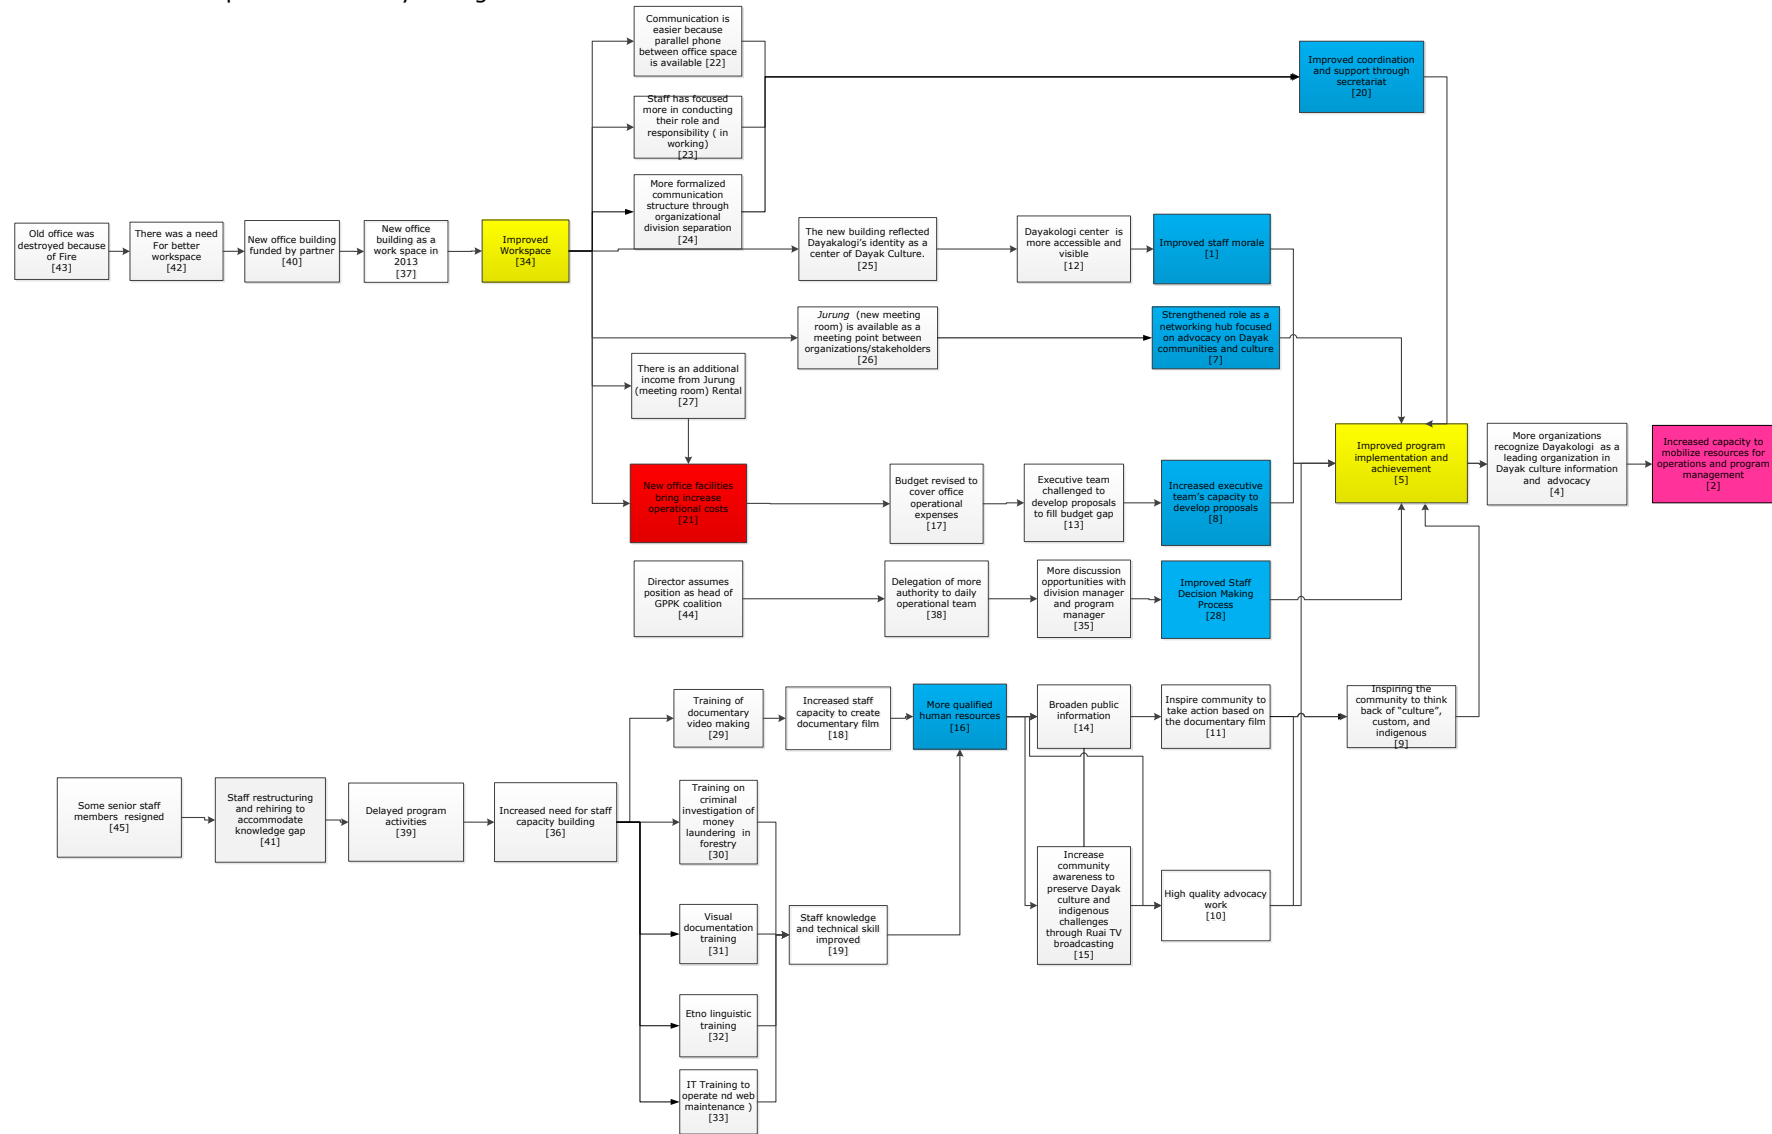 Communication is
easier because
parallel phone
between office space
is available [22]
Improved coordination
and support through
secretariat
[20]
Staff has focused
more in conducting
their role and
responsibility ( in
working)
[23]
More formalized
communication
structure through
organizational
division separation
[24]
Old office was
destroyed because
of Fire
[43]
There was a need
For better
workspace
[42]
New office building
funded by partner
[40]
New office
building as a
work space in
2013
[37]
Improved
Workspace
[34]
The new building reflected
Dayakalogi's identity as a
center of Dayak Culture.
[25]
Dayakologi center is
more accessible and
visible
[12]
Improved staff morale
[1]
Jurung (new meeting
room) is available as a
meeting point between
organizations/stakeholders
[26]
Strengthened role as a
networking hub focused
on advocacy on Dayak
communities and culture
[7]
There is an additional
income from Jurung
(meeting room) Rental
[27]
New office facilities
bring increase
operational costs
[21]
Budget revised to
cover office
operational
expenses
[17]
Executive team
challenged to
develop proposals
to fill budget gap
[13]
Increased executive
team's capacity to
develop proposals
[8]
Improved program
implementation and
achievement
[5]
More organizations
recognize Dayakologi as a
leading organization in
Dayak culture information
and advocacy
[4]
Increased capacity to
mobilize resources for
operations and program
management
[2]
Director assumes
position as head of
GPPK coalition
[44]
Delegation of more
authority to daily
operational team
[38]
More discussion
opportunities with
division manager
and program
manager
[35]
Improved Staff
Decision Making
Process
[28]
Training of
documentary
video making
[29]
Increased staff
capacity to create
documentary film
[18]
More qualified
human resources
[16]
Broaden public
information
[14]
Inspire community to
take action based on
the documentary film
[11]
Inspiring the
community to think
back of "culture",
custom, and
indigenous
[9]
Some senior staff
members resigned
[45]
Staff restructuring
and rehiring to
accommodate
knowledge gap
[41]
Delayed program
activities
[39]
Increased need for staff
capacity building
[36]
Training on
criminal
investigation of
money
laundering in
forestry
[30]
Visual
documentation
training
[31]
Staff knowledge
and technical skill
improved
[19]
Increase
community
awareness to
preserve Dayak
culture and
indigenous
challenges
through Ruai TV
broadcasting
[15]
High quality advocacy
work
[10]
Etno linguistic
training
[32]
IT Training to
operate nd web
maintenance )
[33]